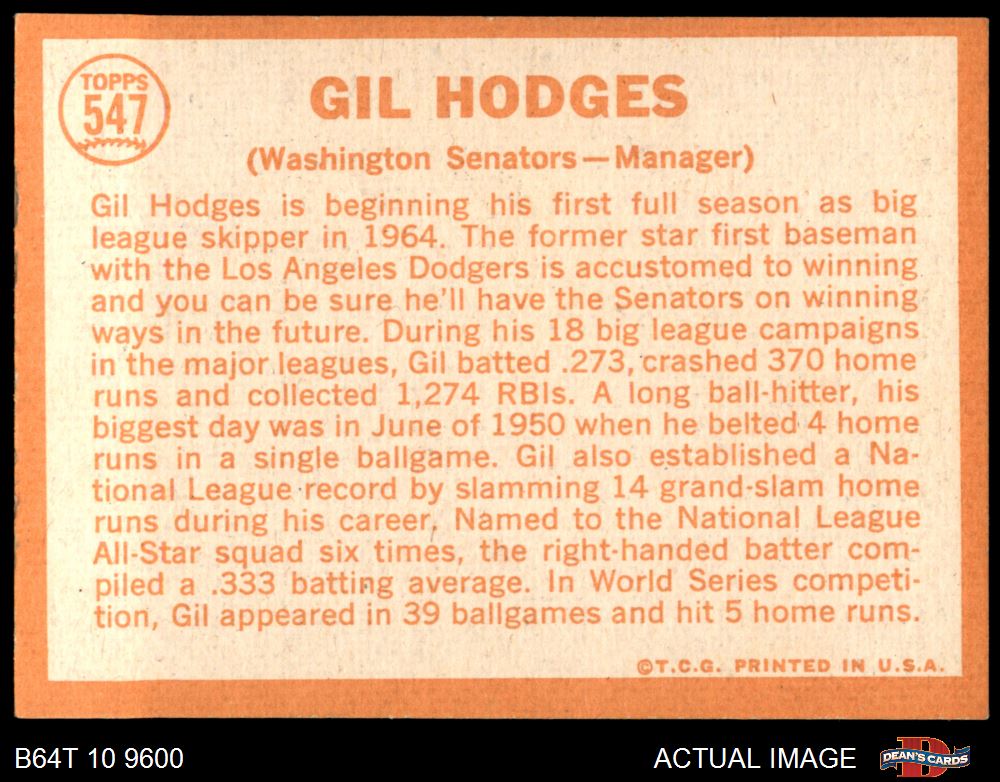 TOPPS
547
GIL HODGES
(Washington Senators—Manager)
Gil Hodges is beginning his first full season as big
league skipper in 1964. The former star first baseman
with the Los Angeles Dodgers is accustomed to winning
and you can be sure he'll have the Senators on winning
ways in the future. During his 18 big league campaigns
in the major leagues, Gil batted .273, crashed 370 home
runs and collected 1,274 RBIs. A long ball-hitter, his
biggest day was in June of 1950 when he belted 4 home
runs in a single ballgame. Gil also established a Na-
tional League record by slamming 14 grand-slam home
runs during his career. Named to the National League
All-Star squad six times, the right-handed batter com-
piled a .333 batting average. In World Series competi-
tion, Gil appeared in 39 ballgames and hit 5 home runs.
©T.C.G. PRINTED IN U.S.A.
B64T 10 9600
ACTUAL IMAGE
D
DEAN'S CARDS